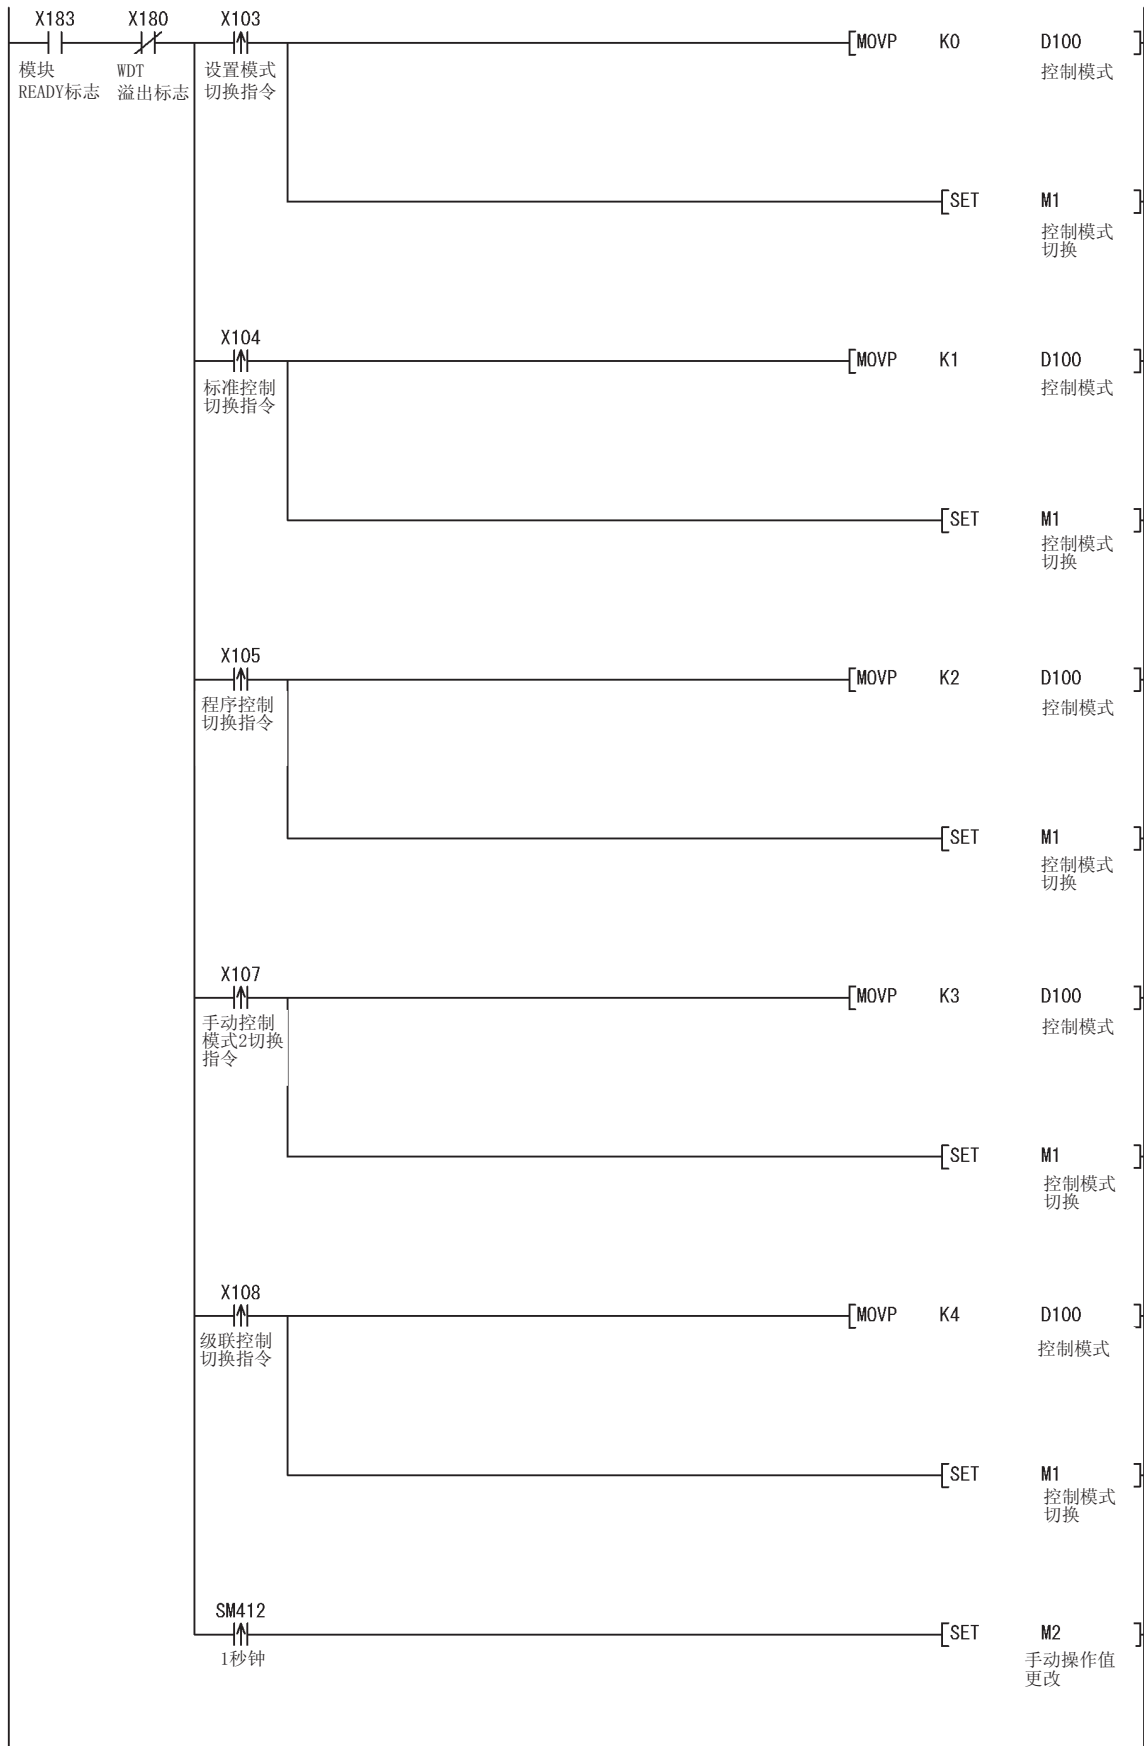 X183 X180 X103
MOVP K0 D100
模块 WDT 设置模式 控制模式
READY标志 溢出标志 切换指令
SET M1
控制模式
切换
X104
MOVP K1 D100
标准控制 控制模式
切换指令
SET M1
控制模式
切换
X105
MOVP K2 D100
程序控制 控制模式
切换指令
SET M1
控制模式
切换
X107
MOVP K3 D100
手动控制 控制模式
模式2切换
指令
SET M1
控制模式
切换
X108
MOVP K4 D100
级联控制 控制模式
切换指令
SET M1
控制模式
切换
SM412
SET M2
1秒钟 手动操作值
更改